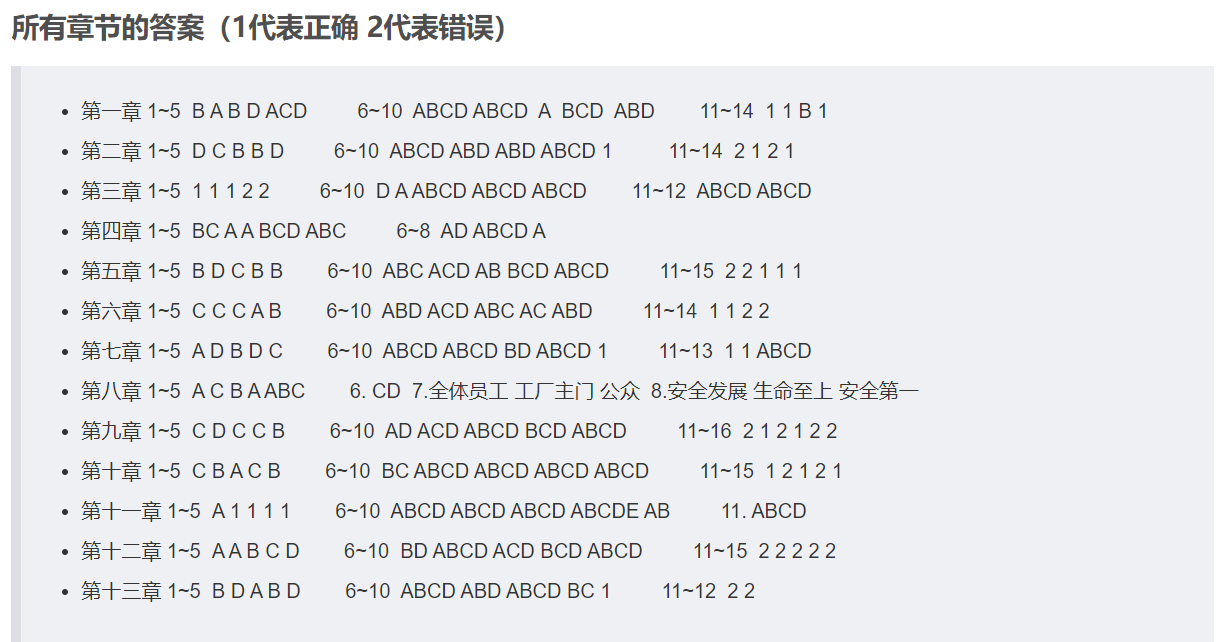 所有章节的答案（1代表正确 2代表错误）
第一章 1~5 B A B D ACD 6~10 ABCD ABCD A BCD ABD 11~14 1 1 B 1
第二章 1~5 D C B B D 6~10 ABCD ABD ABD ABCD 1 11~14 2 1 2 1
第三章 1~5 1 1 1 2 2 6~10 D A ABCD ABCD ABCD 11~12 ABCD ABCD
第四章 1~5 BC A A BCD ABC 6~8 AD ABCD A
第五章 1~5 B D C B B 6~10 ABC ACD AB BCD ABCD 11~15 2 2 1 1 1
第六章 1~5 C C C A B 6~10 ABD ACD ABC AC ABD 11~14 1 1 2 2
第七章 1~5 A D B D C 6~10 ABCD ABCD BD ABCD 1 11~13 1 1 ABCD
第八章 1~5 A C B A ABC 6. CD 7.全体员工 工厂主门 公众 8.安全发展 生命至上 安全第一
第九章 1~5 C D C C B 6~10 AD ACD ABCD BCD ABCD 11~16 2 1 2 1 2 2
第十章 1~5 C B A C B 6~10 BC ABCD ABCD ABCD ABCD 11~15 1 2 1 2 1
第十一章 1~5 A 1 1 1 1 6~10 ABCD ABCD ABCD ABCDE AB 11. ABCD
第十二章 1~5 A A B C D 6~10 BD ABCD ACD BCD ABCD 11~15 2 2 2 2 2
第十三章 1~5 B D A B D 6~10 ABCD ABD ABCD BC 1 11~12 2 2